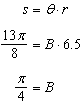 s = θ · r
13π/8 = B · 6.5
π/4 = B